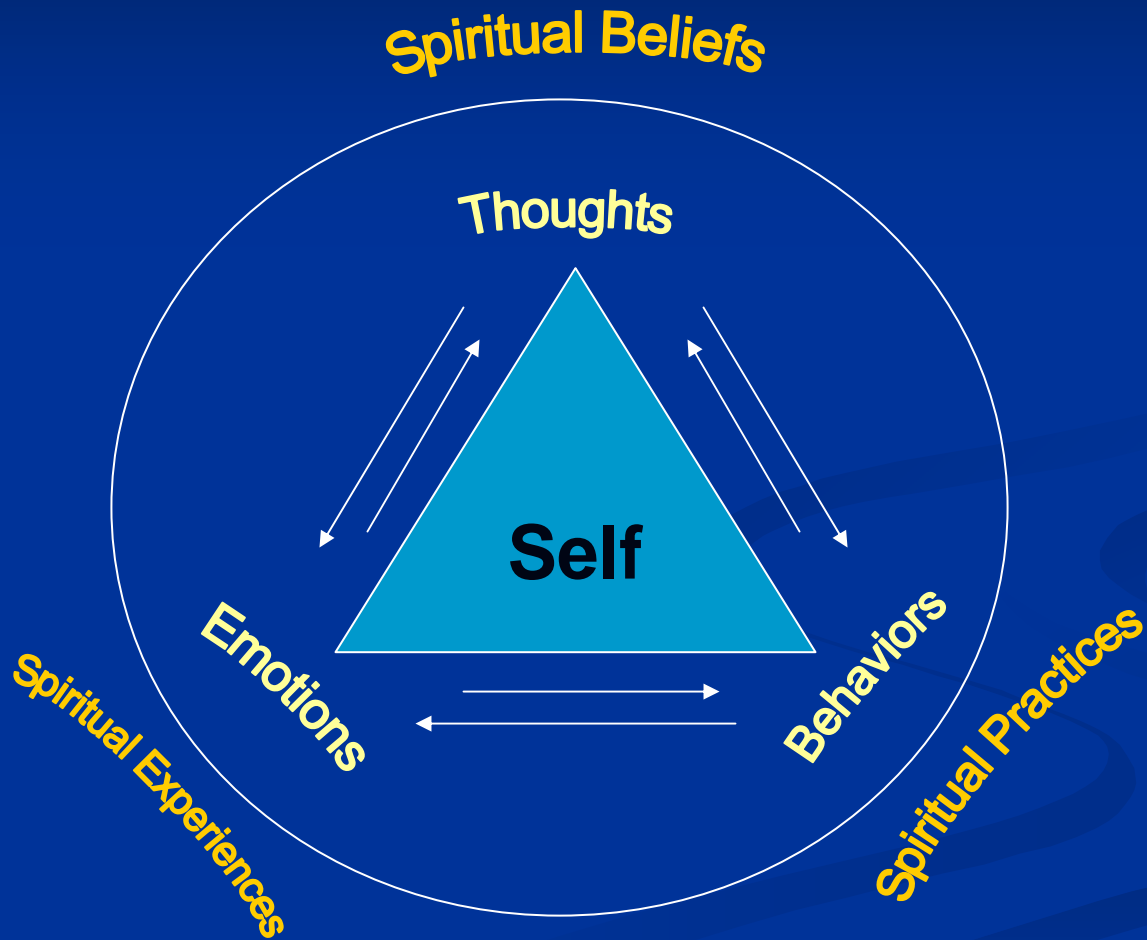 Spiritual Beliefs
Thoughts
Self
Emotions
Behaviors
Spiritual Experiences
Spiritual Practices